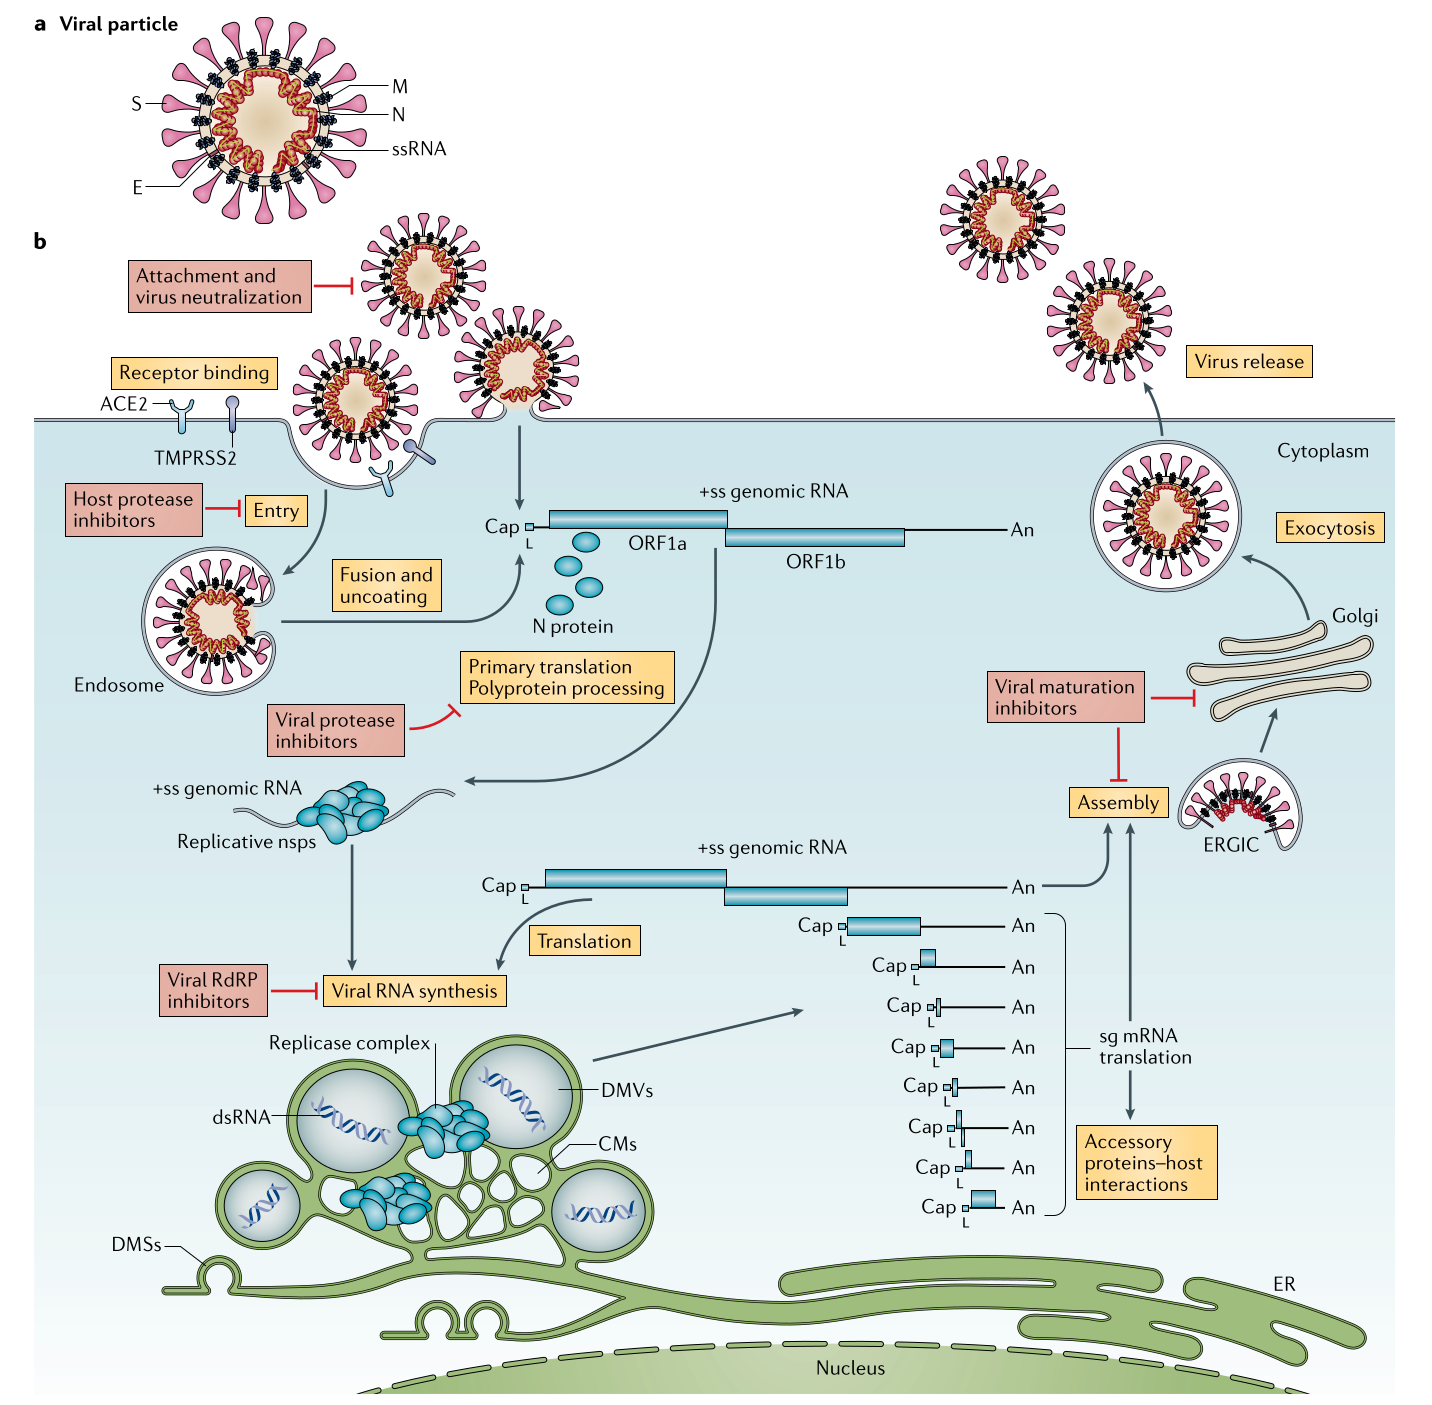 a Viral particle
S
M
N
ssRNA
E
b
Attachment and
virus neutralization
Receptor binding
ACE2
TMPRSS2
Virus release
Cytoplasm
Host protease
inhibitors
Entry
+ss genomic RNA
Cap
L
ORF1a
ORF1b
An
Exocytosis
Fusion and
uncoating
N protein
Golgi
Endosome
Primary translation
Polyprotein processing
Viral protease
inhibitors
Viral maturation
inhibitors
+ss genomic RNA
Replicative nsps
Assembly
ERGIC
+ss genomic RNA
Cap
L
An
Translation
Cap
L
An
Cap
L
An
Viral RdRP
inhibitors
Viral RNA synthesis
Cap
L
An
Cap
L
An
sg mRNA
translation
Replicase complex
DMVs
dsRNA
CMs
Cap
L
An
Cap
L
An
Cap
L
An
Cap
L
An
Accessory
proteins–host
interactions
DMSs
ER
Nucleus